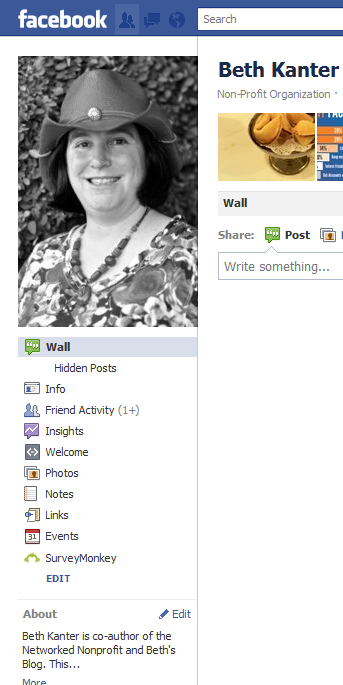 facebook
Search
Beth Kanter
Non-Profit Organization ·
Wall
Share: Post
Write something...
Wall
Hidden Posts
Info
Friend Activity (1+)
Insights
Welcome
Photos
Notes
Links
Events
31
SurveyMonkey
EDIT
About
Edit
Beth Kanter is co-author of the
Networked Nonprofit and Beth's
Blog. This...
More